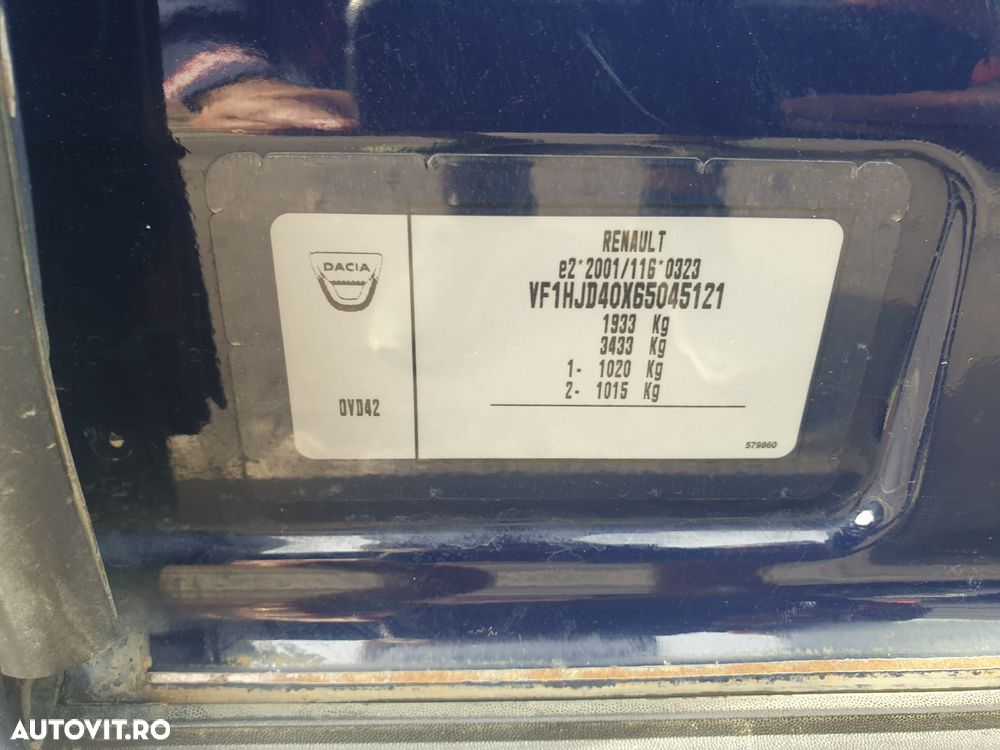 DACIA
0VD42
RENAULT
e2*2001/116*0323
VF1HJD40X65045121
1933 Kg
3433 Kg
1- 1020 Kg
2- 1015 Kg
579860
AUTOVIT.RO